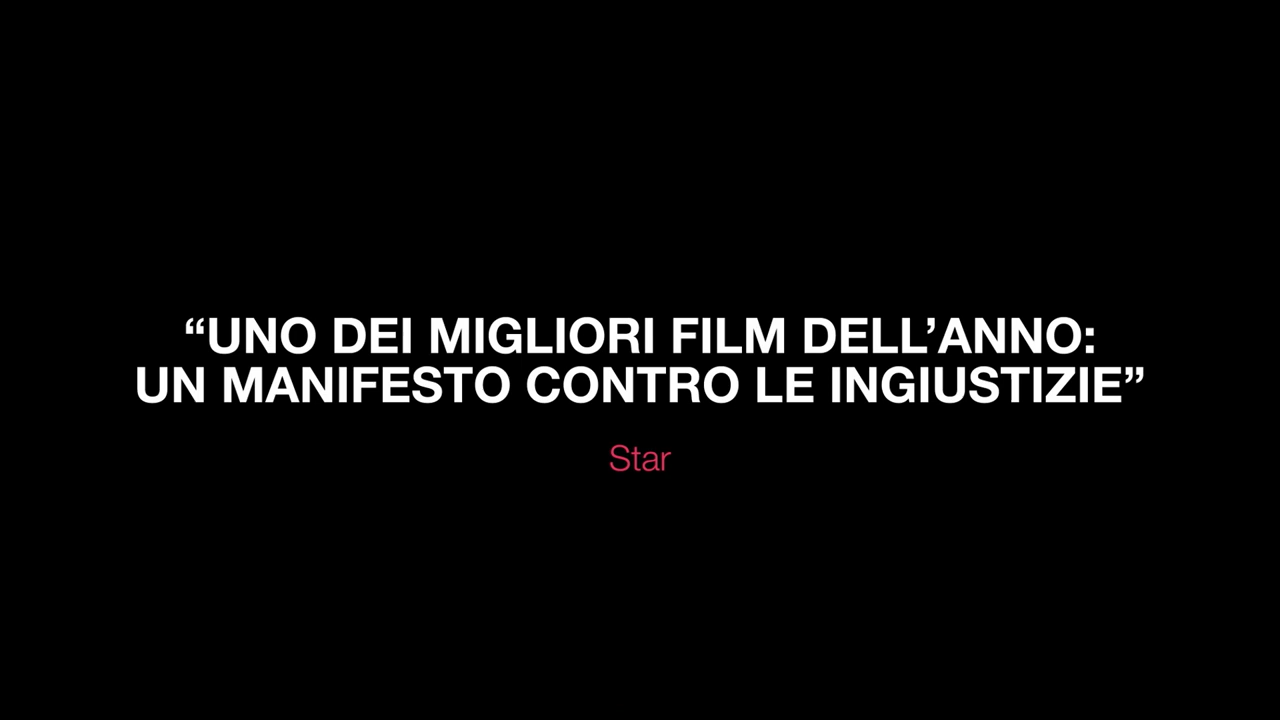 “UNO DEI MIGLIORI FILM DELL’ANNO:
UN MANIFESTO CONTRO LE INGIUSTIZIE”
Star